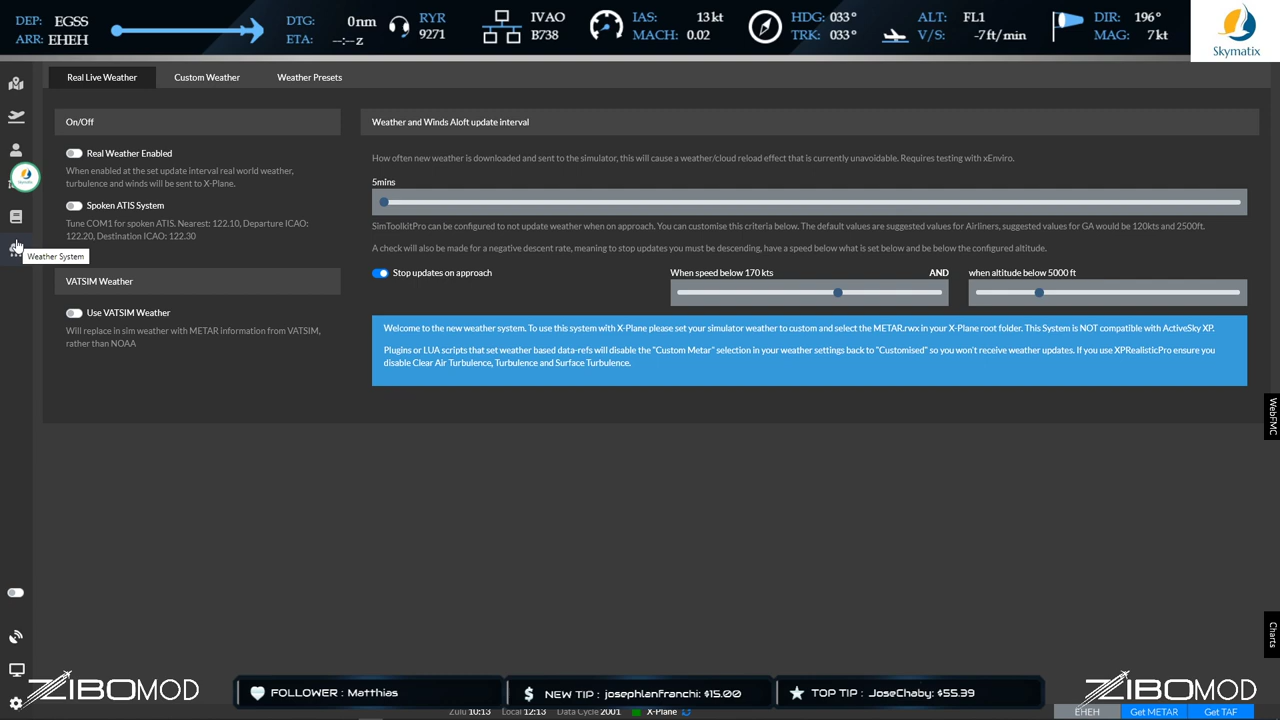 DEP: EGSS
ARR: EHEH
DTG: 0nm
ETA: --:-- z
RYR
9271
IVAO
B738
IAS: 13 kt
MACH: 0.02
HDG: 033°
TRK: 033°
ALT: FL1
V/S: -7 ft/min
DIR: 196°
MAG: 7 kt
Skymatix
Real Live Weather
Custom Weather
Weather Presets
On/Off
Real Weather Enabled
When enabled at the set update interval real world weather,
turbulence and winds will be sent to X-Plane.
Spoken ATIS System
Tune COM1 for spoken ATIS. Nearest: 122.10, Departure ICAO:
122.20, Destination ICAO: 122.30
Weather System
VATSIM Weather
Use VATSIM Weather
Will replace in sim weather with METAR information from VATSIM,
rather than NOAA
Weather and Winds Aloft update interval
How often new weather is downloaded and sent to the simulator, this will cause a weather/cloud reload effect that is currently unavoidable. Requires testing with xEnviro.
5mins
SimToolkitPro can be configured to not update weather when on approach. You can customise this criteria below. The default values are suggested values for Airliners, suggested values for GA would be 120kts and 2500ft.
A check will also be made for a negative descent rate, meaning to stop updates you must be descending, have a speed below what is set below and be below the configured altitude.
Stop updates on approach
When speed below 170 kts
AND
when altitude below 5000 ft
Welcome to the new weather system. To use this system with X-Plane please set your simulator weather to custom and select the METAR.rwx in your X-Plane root folder. This System is NOT compatible with ActiveSky XP.
Plugins or LUA scripts that set weather based data-refs will disable the "Custom Metar" selection in your weather settings back to "Customised" so you won't receive weather updates. If you use XPRealisticPro ensure you
disable Clear Air Turbulence, Turbulence and Surface Turbulence.
WebFMC
Charts
ZIBOMOD
FOLLOWER : Matthias
NEW TIP : josephlanFranchi: $15.00
TOP TIP : JoseChaby: $55.39
ZIBOMOD
Zulu 10:13 Local 12:13 Data Cycle 2001 X-Plane
EHEH
Get METAR
Get TAF